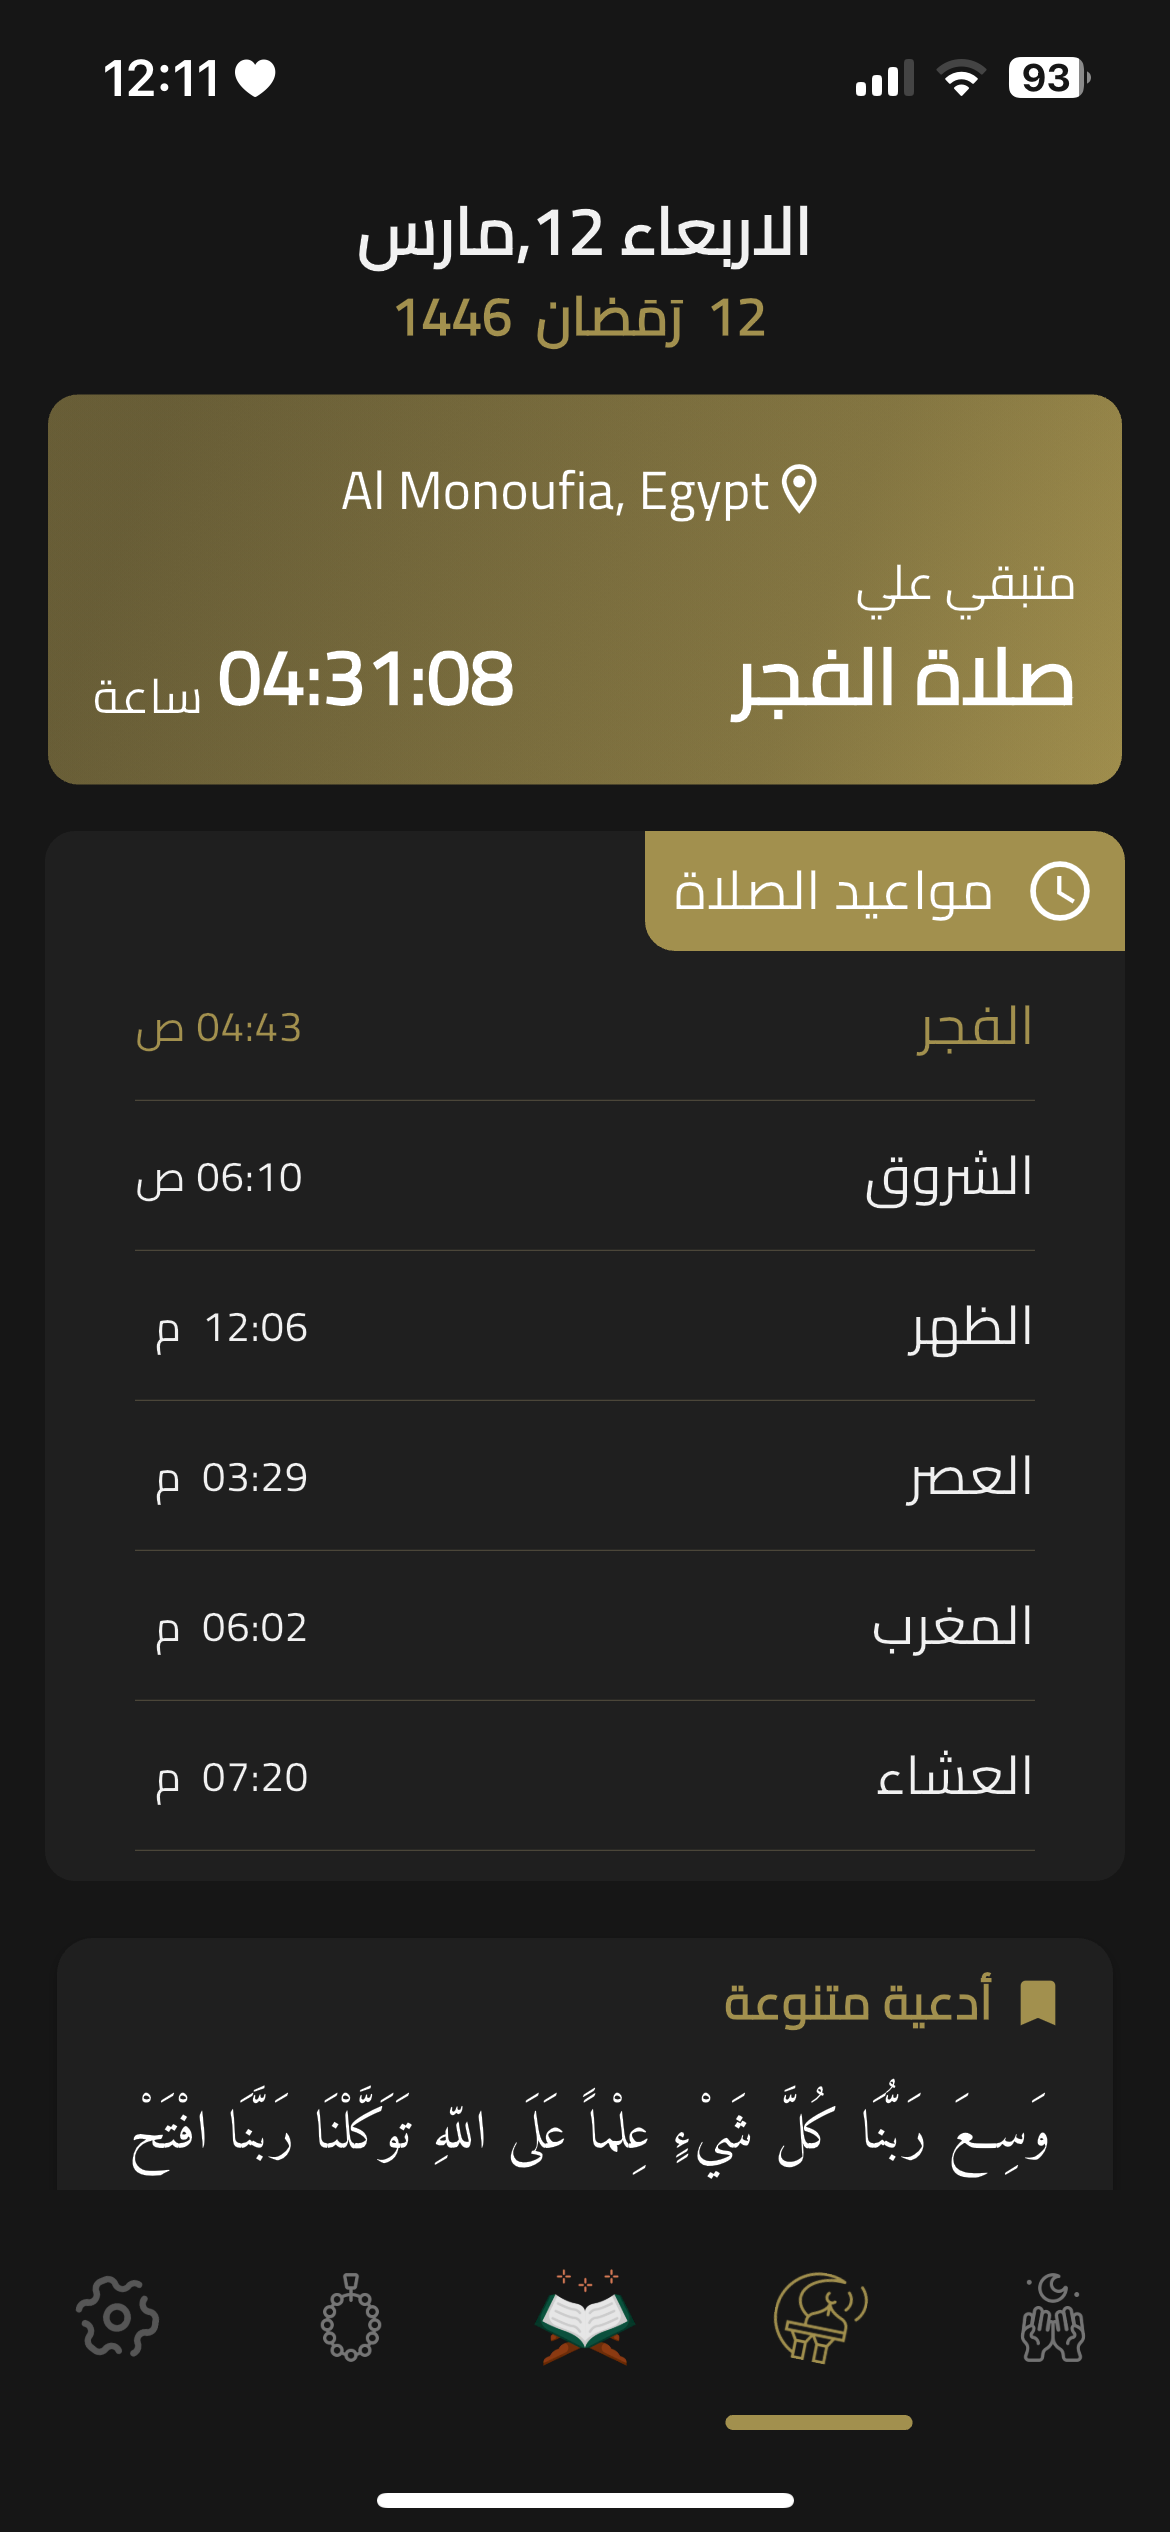 12:11
93
الاربعاء 12,مارس
12 رَمَضان 1446
Al Monoufia, Egypt
متبقي علي
صلاة الفجر 04:31:08 ساعة
مواعيد الصلاة
الفجر 04:43 ص
الشروق 06:10 ص
الظهر 12:06 م
العصر 03:29 م
المغرب 06:02 م
العشاء 07:20 م
أدعية متنوعة
وَسِعَ رَبُّنَا كُلَّ شَيْءٍ عِلْماً عَلَى اللّهِ تَوَكَّلْنَا رَبَّنَا افْتَحْ